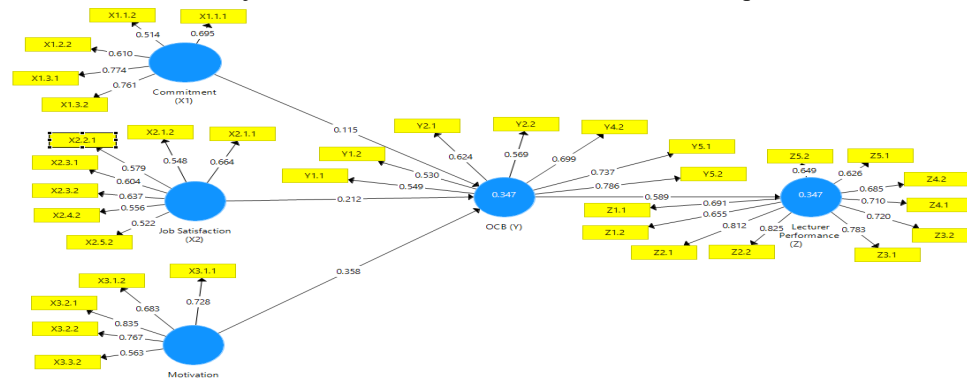 X1.1.2
X1.1.1
0.514
0.695
X1.2.2
0.610
X1.3.1
0.774
0.761
X1.3.2
Commitment
(X1)
X2.2.1
X2.1.2
X2.1.1
0.579
0.548
0.664
X2.3.1
0.604
X2.3.2
0.637
X2.4.2
0.556
0.522
X2.5.2
Job Satisfaction
(X2)
X3.1.1
X3.1.2
0.728
0.683
X3.2.1
0.835
X3.2.2
0.767
0.563
X3.3.2
Motivation
0.115
0.212
0.358
Y2.1
Y2.2
Y4.2
0.624
0.569
0.699
Y1.2
0.530
Y1.1
0.549
Y5.1
0.737
Y5.2
0.786
0.347
OCB (Y)
0.589
Z5.2
Z5.1
0.649
0.626
Z4.2
0.685
Z4.1
0.710
Z3.2
0.720
Z3.1
0.783
Z1.1
0.691
Z1.2
0.655
Z2.1
0.812
Z2.2
0.825
0.347
Lecturer
Performance
(Z)